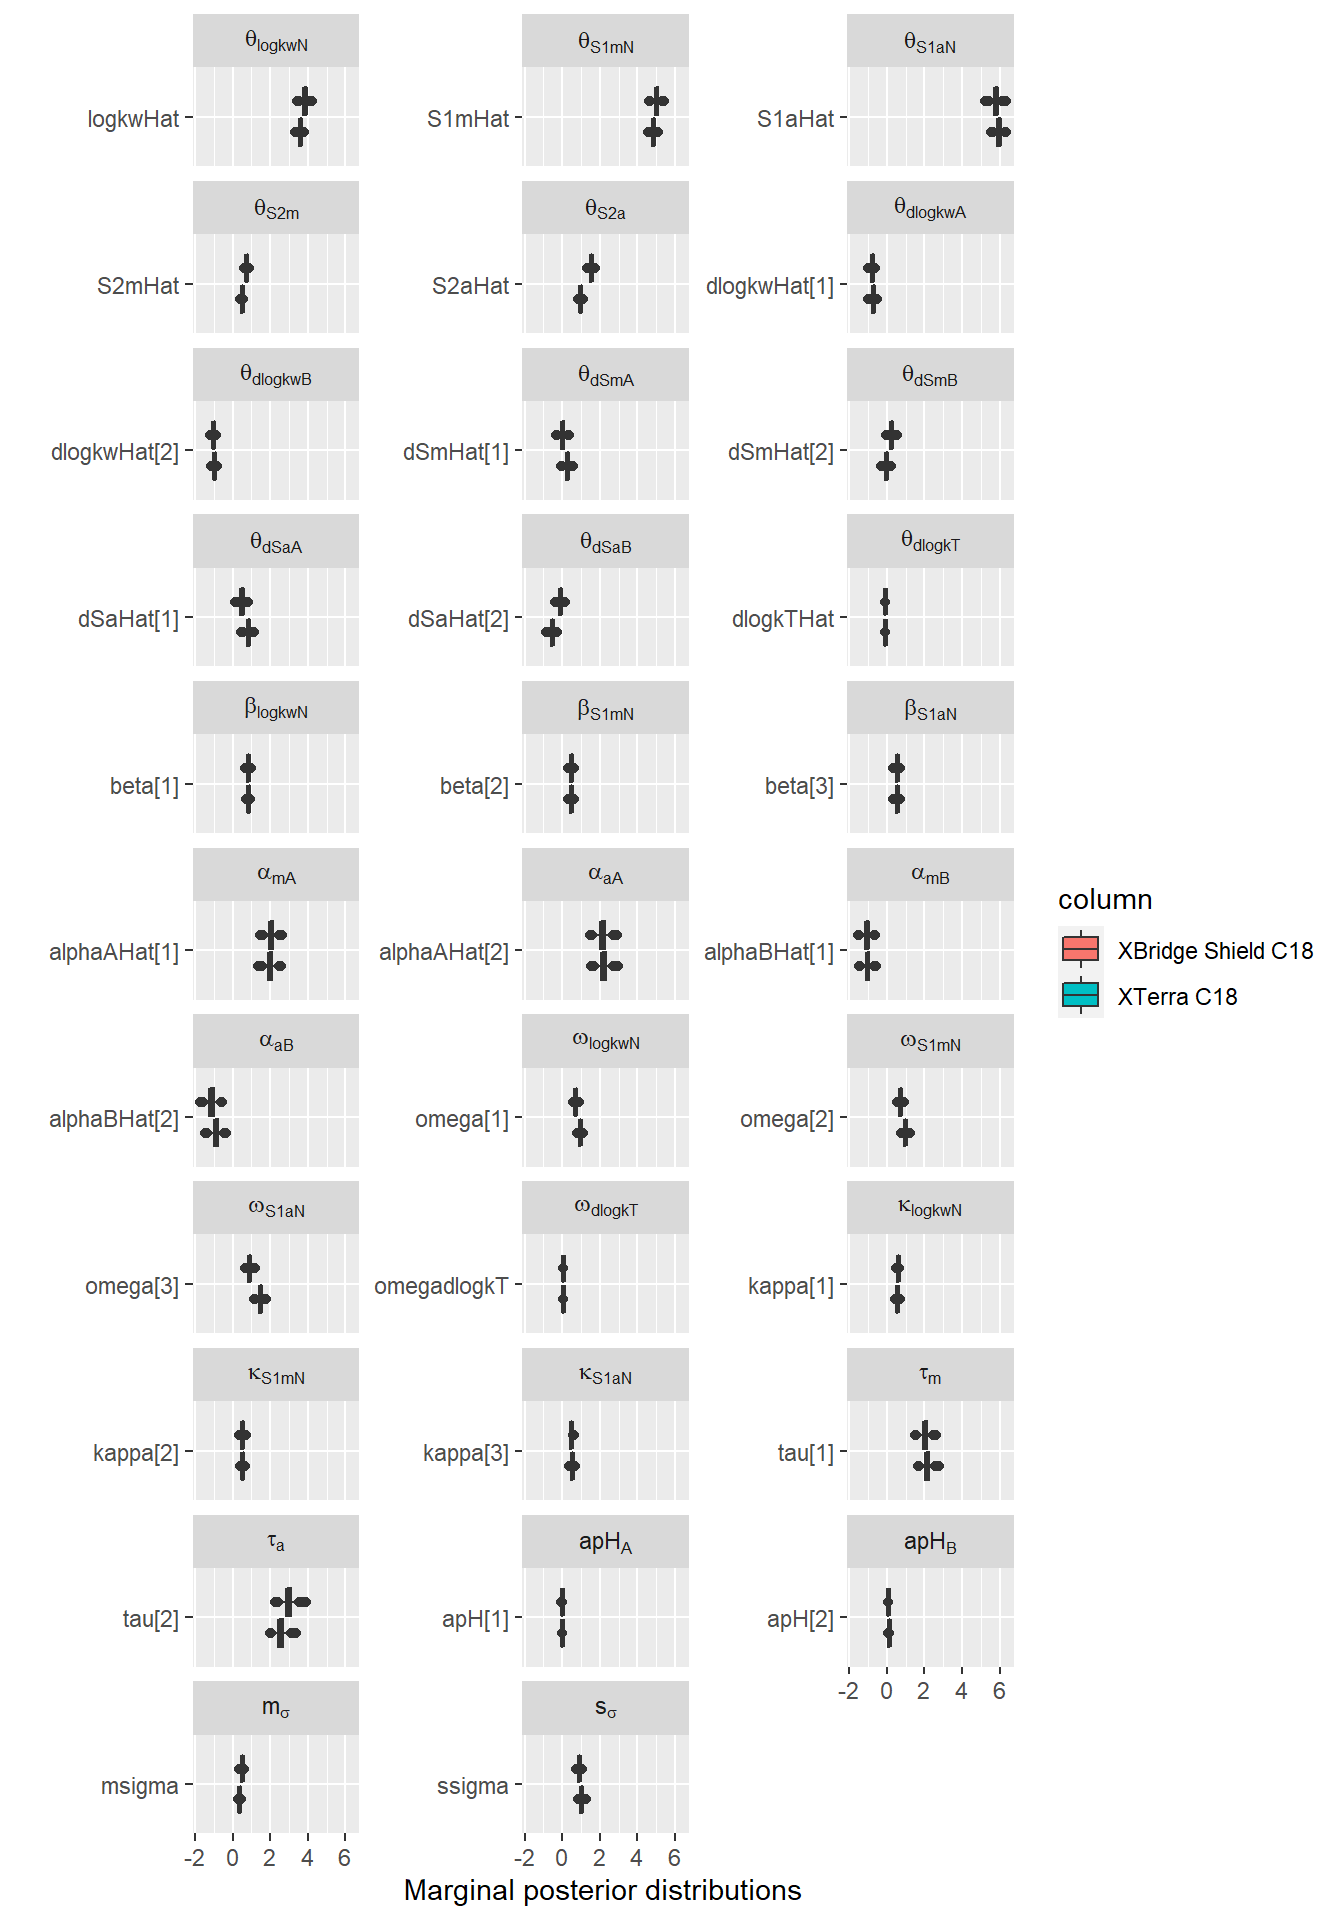 θlogkwN θS1mN θS1aN
logkwHat S1mHat S1aHat
θS2m θS2a θdlogkwA
S2mHat S2aHat dlogkwHat[1]
θdlogkwB θdSmA θdSmB
dlogkwHat[2] dSmHat[1] dSmHat[2]
θdSaA θdSaB θdlogkT
dSaHat[1] dSaHat[2] dlogkTHat
βlogkwN βS1mN βS1aN
beta[1] beta[2] beta[3]
αmA αaA αmB
alphaAHat[1] alphaAHat[2] alphaBHat[1]
αaB ωlogkwN ωS1mN
alphaBHat[2] omega[1] omega[2]
ωS1aN ωdlogkT κlogkwN
omega[3] omegadlogkT kappa[1]
κS1mN κS1aN τm
kappa[2] kappa[3] tau[1]
τa apHA apHB
tau[2] apH[1] apH[2]
-2 0 2 4 6
mσ sσ
msigma ssigma
-2 0 2 4 6 -2 0 2 4 6
Marginal posterior distributions
column
XBridge Shield C18
XTerra C18